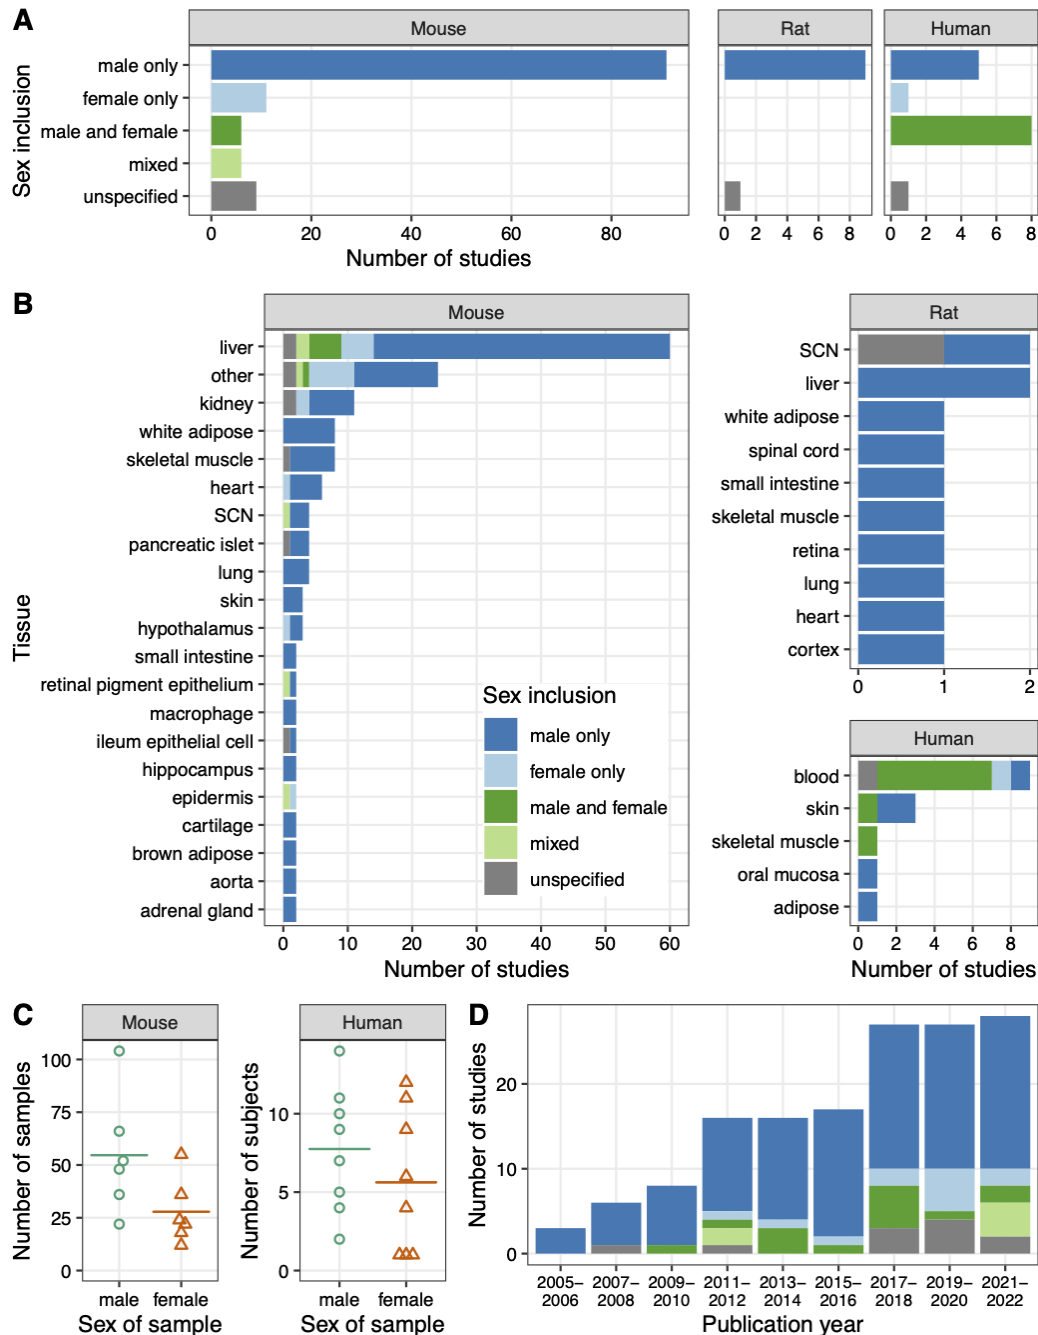 A
Mouse
Rat
Human
Sex inclusion
male only
female only
male and female
mixed
unspecified
0 20 40 60 80
0 2 4 6 8
0 2 4 6 8
Number of studies
B
Mouse
Tissue
liver
other
kidney
white adipose
skeletal muscle
heart
SCN
pancreatic islet
lung
skin
hypothalamus
small intestine
retinal pigment epithelium
macrophage
ileum epithelial cell
hippocampus
epidermis
cartilage
brown adipose
aorta
adrenal gland
0 10 20 30 40 50 60
Number of studies
Sex inclusion
male only
female only
male and female
mixed
unspecified
Rat
SCN
liver
white adipose
spinal cord
small intestine
skeletal muscle
retina
lung
heart
cortex
0 1 2
Human
blood
skin
skeletal muscle
oral mucosa
adipose
0 2 4 6 8
Number of studies
C
Mouse
Number of samples
100
75
50
25
0
male female
Sex of sample
Human
Number of subjects
10
5
0
male female
Sex of sample
D
Number of studies
20
10
0
2005– 2007– 2009– 2011– 2013– 2015– 2017– 2019– 2021–
2006 2008 2010 2012 2014 2016 2018 2020 2022
Publication year